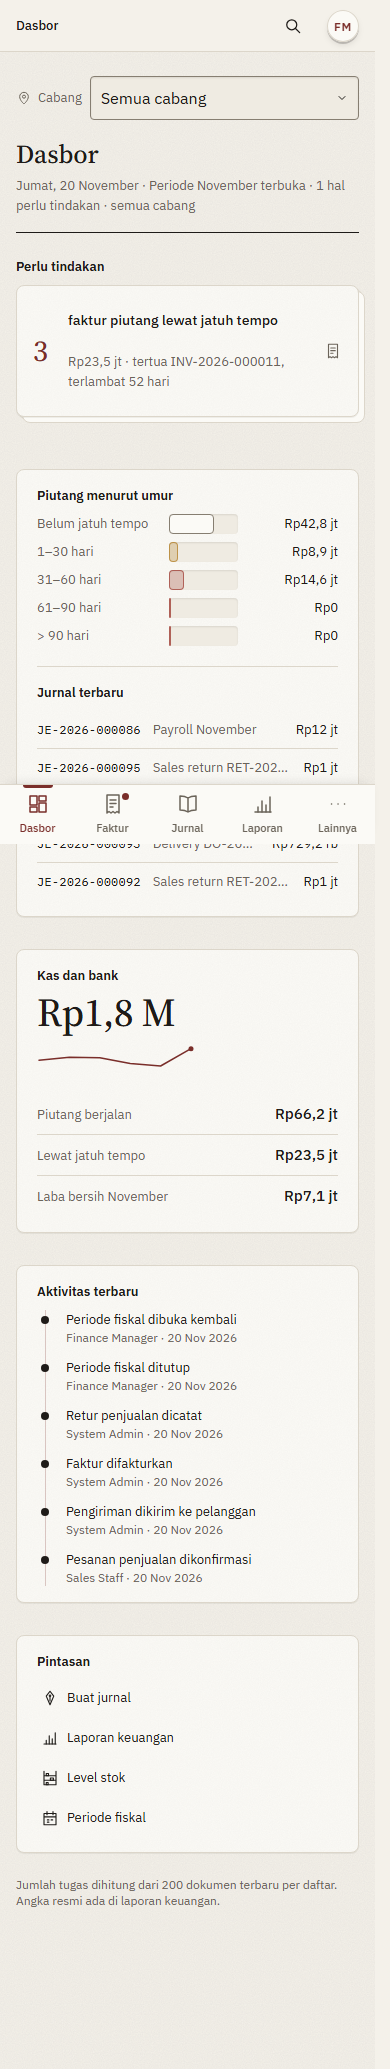 Dasbor
FM
Cabang
Semua cabang
Dasbor
Jumat, 20 November · Periode November terbuka · 1 hal
perlu tindakan · semua cabang
Perlu tindakan
3
faktur piutang lewat jatuh tempo
Rp23,5 jt · tertua INV-2026-000011,
terlambat 52 hari
Piutang menurut umur
Belum jatuh tempo Rp42,8 jt
1–30 hari Rp8,9 jt
31–60 hari Rp14,6 jt
61–90 hari Rp0
> 90 hari Rp0
Jurnal terbaru
JE-2026-000086 Payroll November Rp12 jt
JE-2026-000095 Sales return RET-202... Rp1 jt
Dasbor Faktur Jurnal Laporan Lainnya
JE-2026-000092 Sales return RET-202... Rp1 jt
Kas dan bank
Rp1,8 M
Piutang berjalan Rp66,2 jt
Lewat jatuh tempo Rp23,5 jt
Laba bersih November Rp7,1 jt
Aktivitas terbaru
Periode fiskal dibuka kembali
Finance Manager · 20 Nov 2026
Periode fiskal ditutup
Finance Manager · 20 Nov 2026
Retur penjualan dicatat
System Admin · 20 Nov 2026
Faktur difakturkan
System Admin · 20 Nov 2026
Pengiriman dikirim ke pelanggan
System Admin · 20 Nov 2026
Pesanan penjualan dikonfirmasi
Sales Staff · 20 Nov 2026
Pintasan
Buat jurnal
Laporan keuangan
Level stok
Periode fiskal
Jumlah tugas dihitung dari 200 dokumen terbaru per daftar.
Angka resmi ada di laporan keuangan.